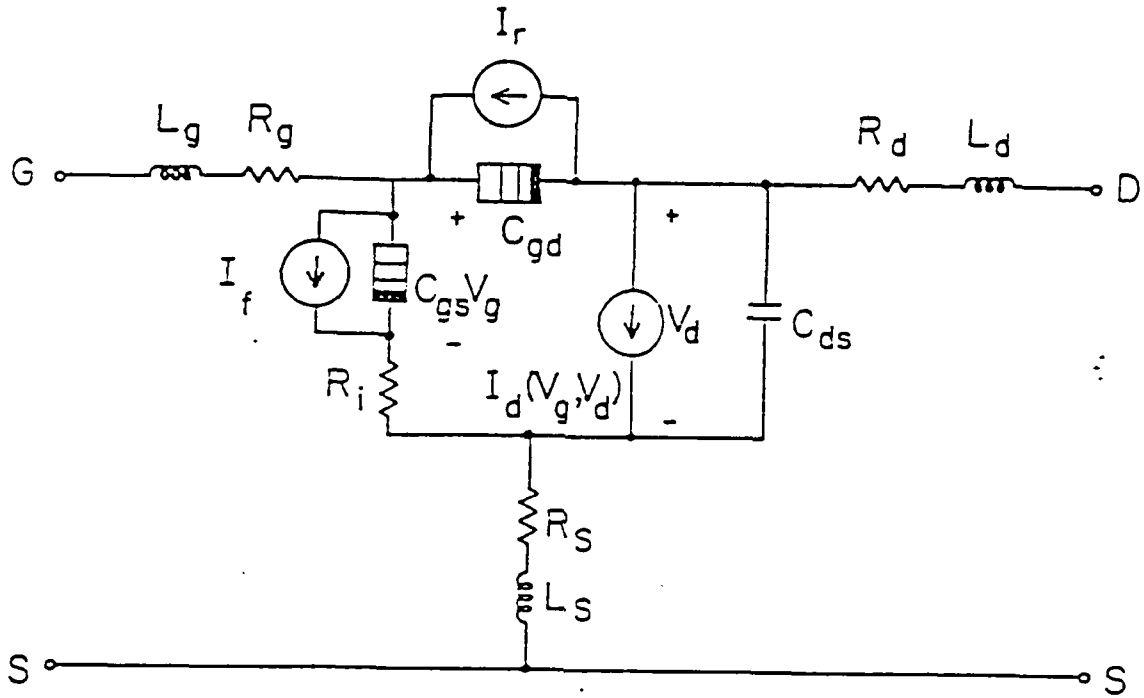 I_r
L_g R_g
R_d L_d
G
D
+ C_gd +
I_f
C_gs V_g
V_d
C_ds
-
R_i
I_d(V_g,V_d)
-
R_S
L_S
S
S